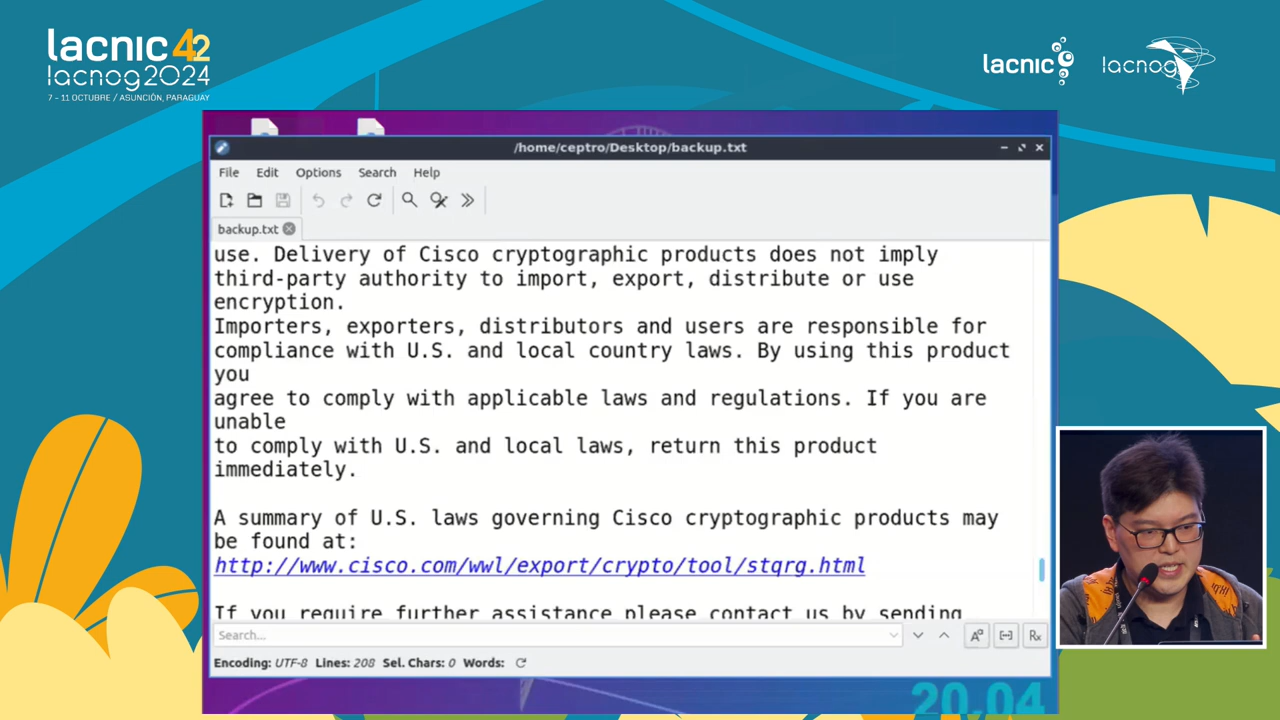 lacnic 42
lacnog2024
7 - 11 OCTUBRE / ASUNCIÓN, PARAGUAY
lacnic
lacnog
/home/ceptro/Desktop/backup.txt
File Edit Options Search Help
backup.txt
use. Delivery of Cisco cryptographic products does not imply
third-party authority to import, export, distribute or use
encryption.
Importers, exporters, distributors and users are responsible for
compliance with U.S. and local country laws. By using this product
you
agree to comply with applicable laws and regulations. If you are
unable
to comply with U.S. and local laws, return this product
immediately.
A summary of U.S. laws governing Cisco cryptographic products may
be found at:
http://www.cisco.com/wwl/export/crypto/tool/stqrg.html
If you require further assistance please contact us by sending
Search...
Encoding: UTF-8 Lines: 208 Sel. Chars: 0 Words:
20.04